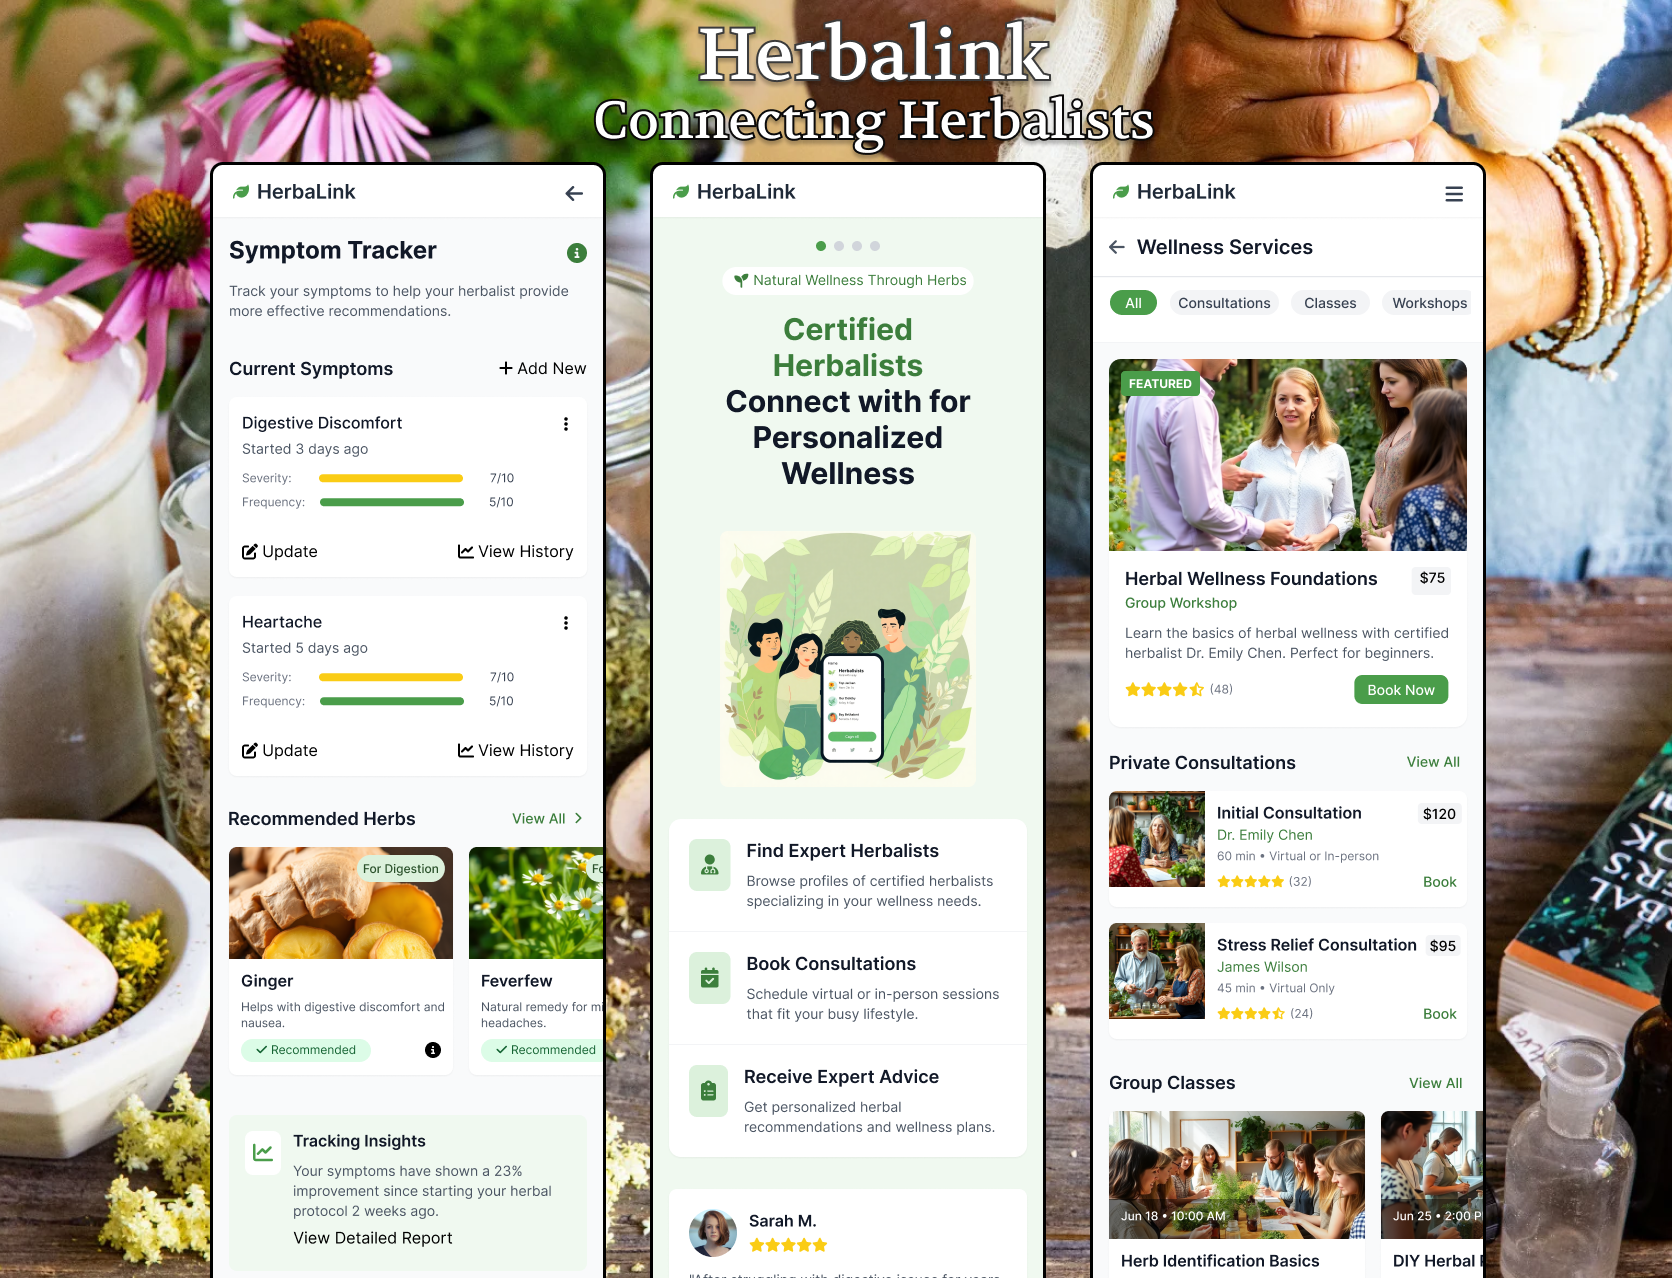 Herbalink
Connecting Herbalists
HerbaLink
Symptom Tracker
Track your symptoms to help your herbalist provide
more effective recommendations.
Current Symptoms
Add New
Digestive Discomfort
Started 3 days ago
Severity: 7/10
Frequency: 5/10
Update View History
Heartache
Started 5 days ago
Severity: 7/10
Frequency: 5/10
Update View History
Recommended Herbs
View All
For Digestion
Ginger
Helps with digestive discomfort and
nausea.
Recommended
Fo
Feverfew
Natural remedy for mi
headaches.
Recommended
Tracking Insights
Your symptoms have shown a 23%
improvement since starting your herbal
protocol 2 weeks ago.
View Detailed Report
HerbaLink
Natural Wellness Through Herbs
Certified
Herbalists
Connect with for
Personalized
Wellness
Home
Herbalsists
Find Expert Herbalists
Browse profiles of certified herbalists
specializing in your wellness needs.
Book Consultations
Schedule virtual or in-person sessions
that fit your busy lifestyle.
Receive Expert Advice
Get personalized herbal
recommendations and wellness plans.
Sarah M.
"After struggling with digestive issues for years,
HerbaLink
Wellness Services
All Consultations Classes Workshops
FEATURED
Herbal Wellness Foundations $75
Group Workshop
Learn the basics of herbal wellness with certified
herbalist Dr. Emily Chen. Perfect for beginners.
(48)
Book Now
Private Consultations
View All
Initial Consultation $120
Dr. Emily Chen
60 min • Virtual or In-person
(32)
Book
Stress Relief Consultation $95
James Wilson
45 min • Virtual Only
(24)
Book
Group Classes
View All
Jun 18 • 10:00 AM
Herb Identification Basics
Jun 25 • 2:00 P
DIY Herbal